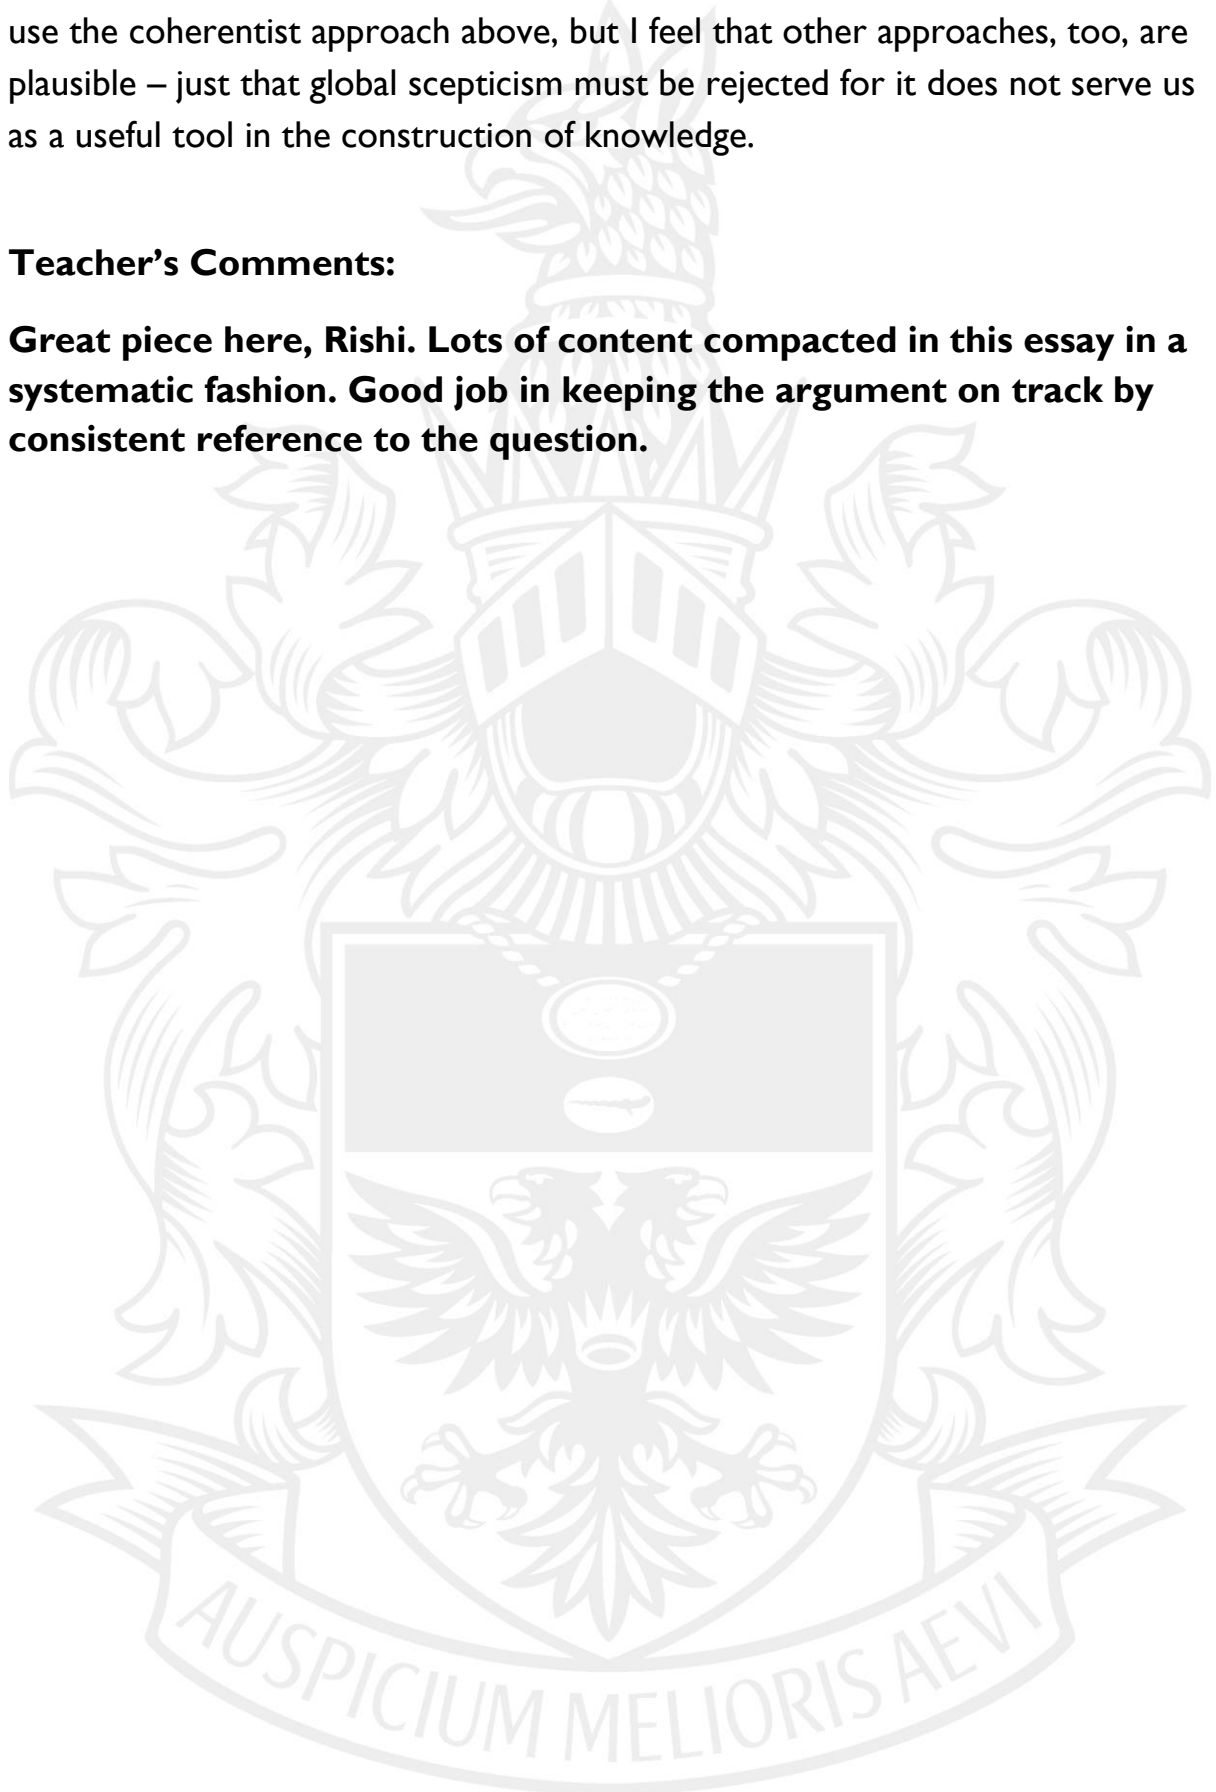 use the coherentist approach above, but I feel that other approaches, too, are
plausible – just that global scepticism must be rejected for it does not serve us
as a useful tool in the construction of knowledge.
Teacher’s Comments:
Great piece here, Rishi. Lots of content compacted in this essay in a
systematic fashion. Good job in keeping the argument on track by
consistent reference to the question.
AUSPICIUM MELIORIS AEVI